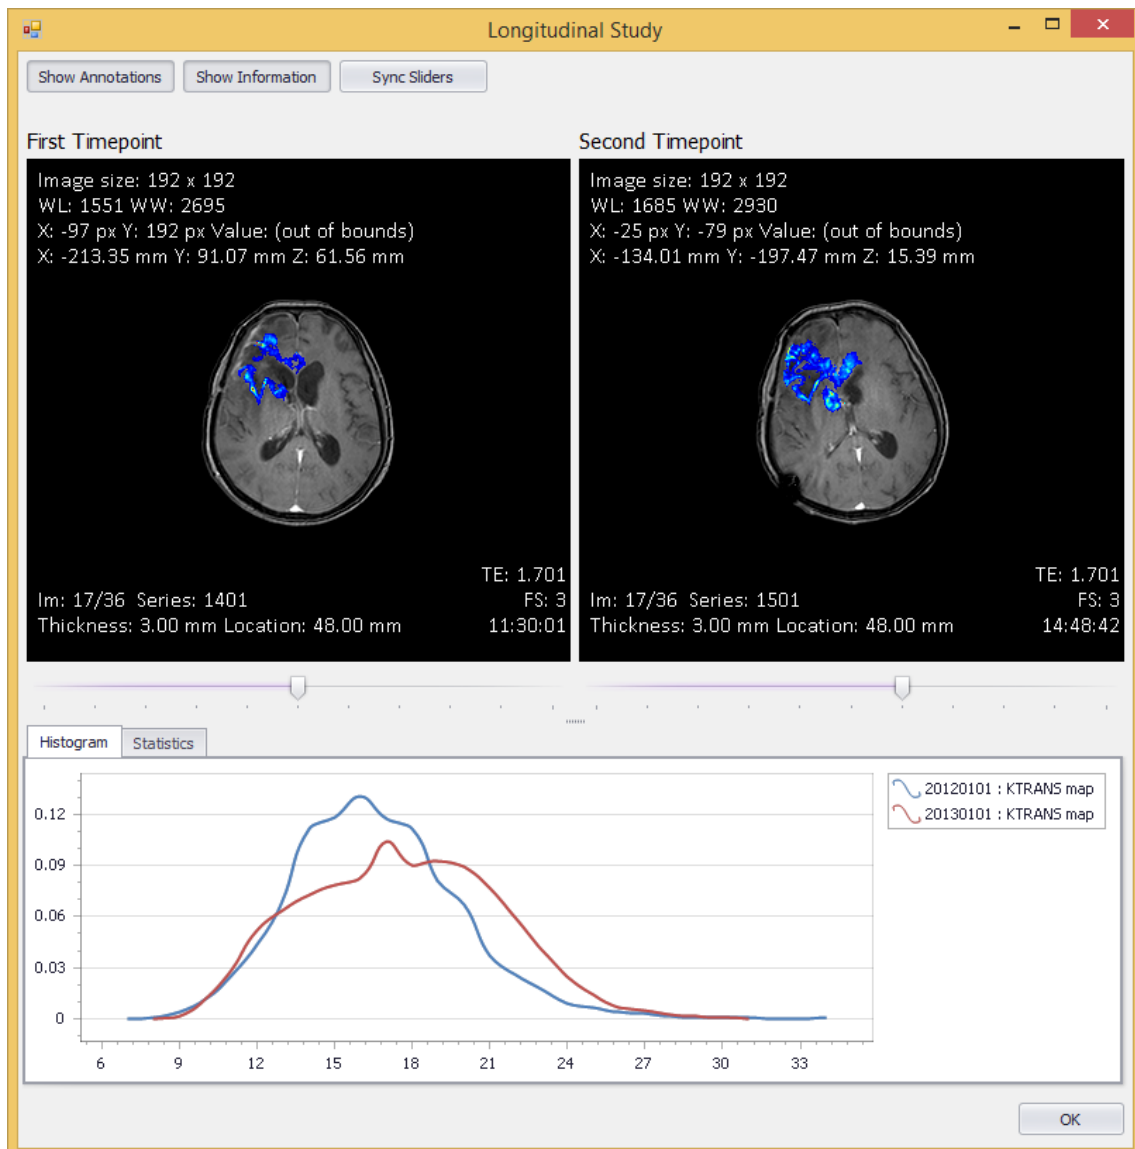 Longitudinal Study
Show Annotations Show Information Sync Sliders
First Timepoint
Image size: 192 x 192
WL: 1551 WW: 2695
X: -97 px Y: 192 px Value: (out of bounds)
X: -213.35 mm Y: 91.07 mm Z: 61.56 mm
TE: 1.701
Im: 17/36 Series: 1401 FS: 3
Thickness: 3.00 mm Location: 48.00 mm 11:30:01
Second Timepoint
Image size: 192 x 192
WL: 1685 WW: 2930
X: -25 px Y: -79 px Value: (out of bounds)
X: -134.01 mm Y: -197.47 mm Z: 15.39 mm
TE: 1.701
Im: 17/36 Series: 1501 FS: 3
Thickness: 3.00 mm Location: 48.00 mm 14:48:42
Histogram Statistics
0.12
0.09
0.06
0.03
0
6 9 12 15 18 21 24 27 30 33
20120101 : KTRANS map
20130101 : KTRANS map
OK